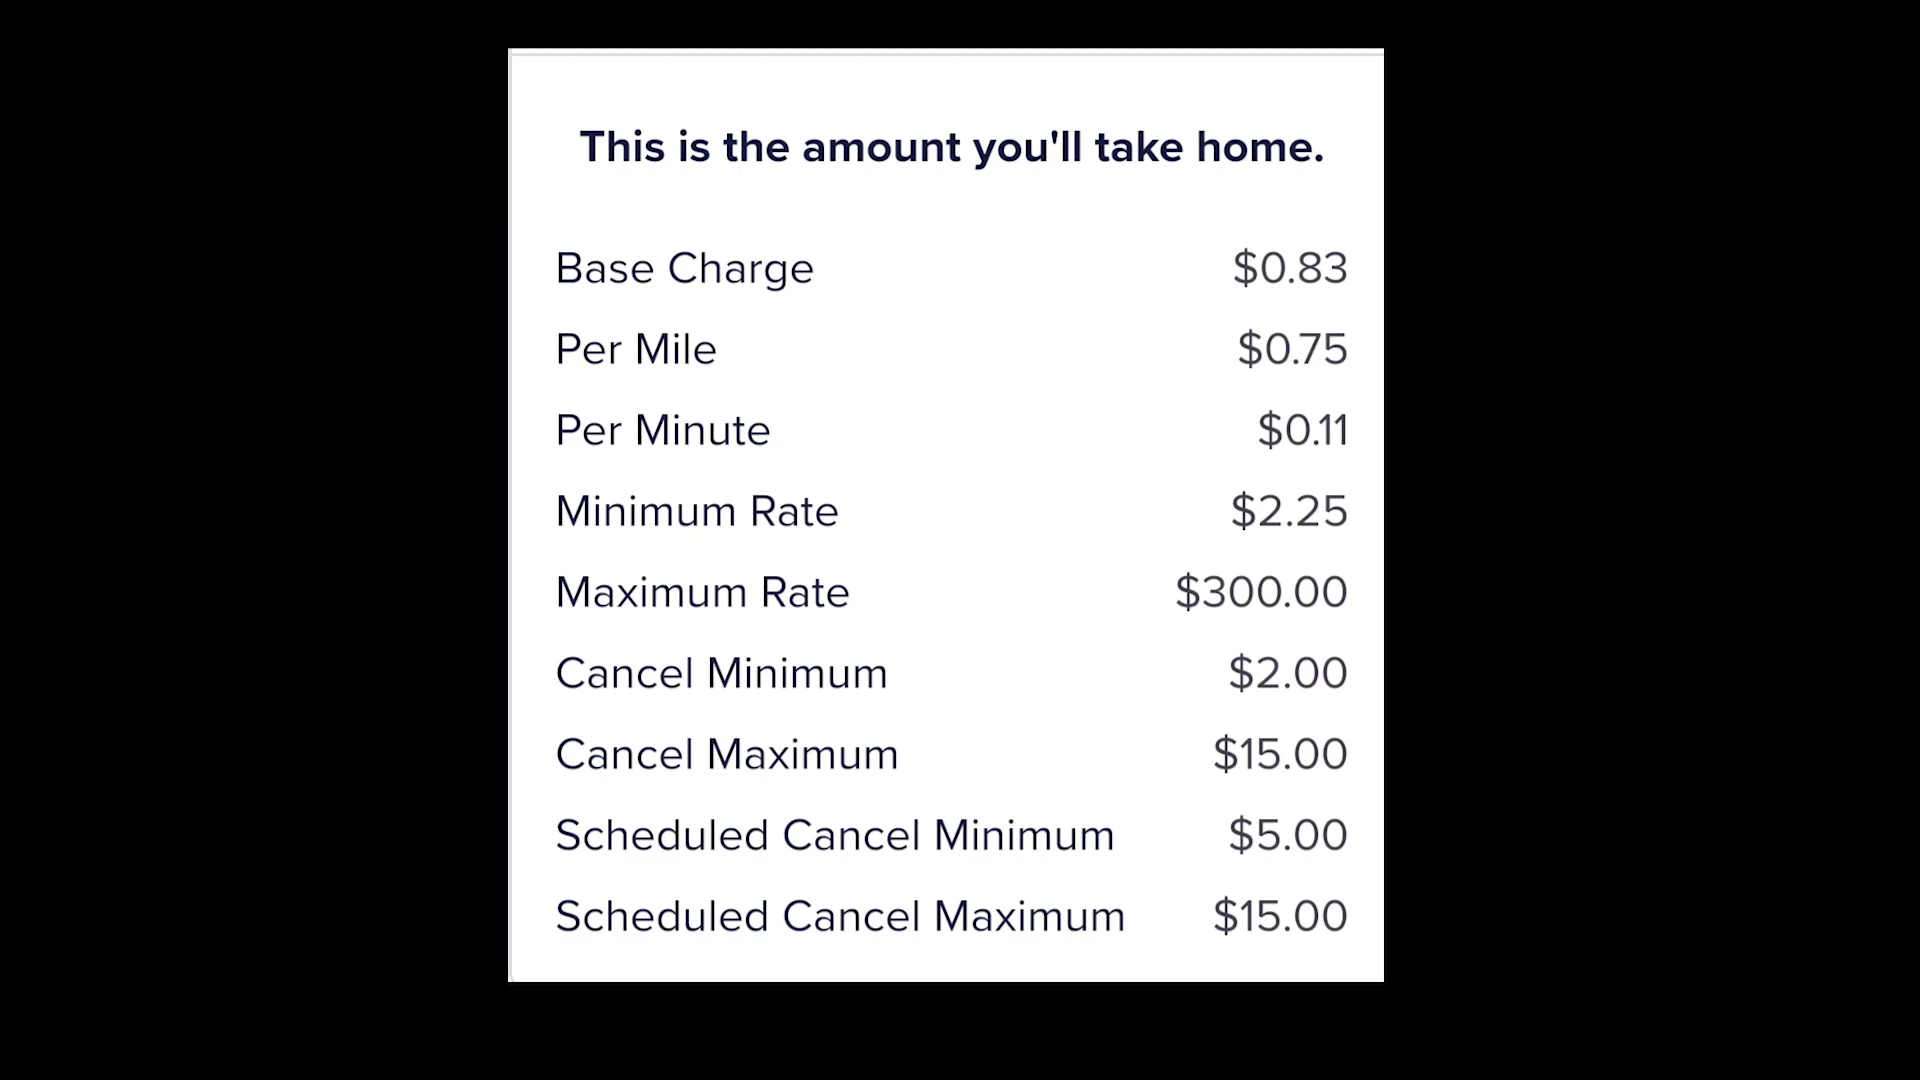 This is the amount you'll take home.
Base Charge $0.83
Per Mile $0.75
Per Minute $0.11
Minimum Rate $2.25
Maximum Rate $300.00
Cancel Minimum $2.00
Cancel Maximum $15.00
Scheduled Cancel Minimum $5.00
Scheduled Cancel Maximum $15.00